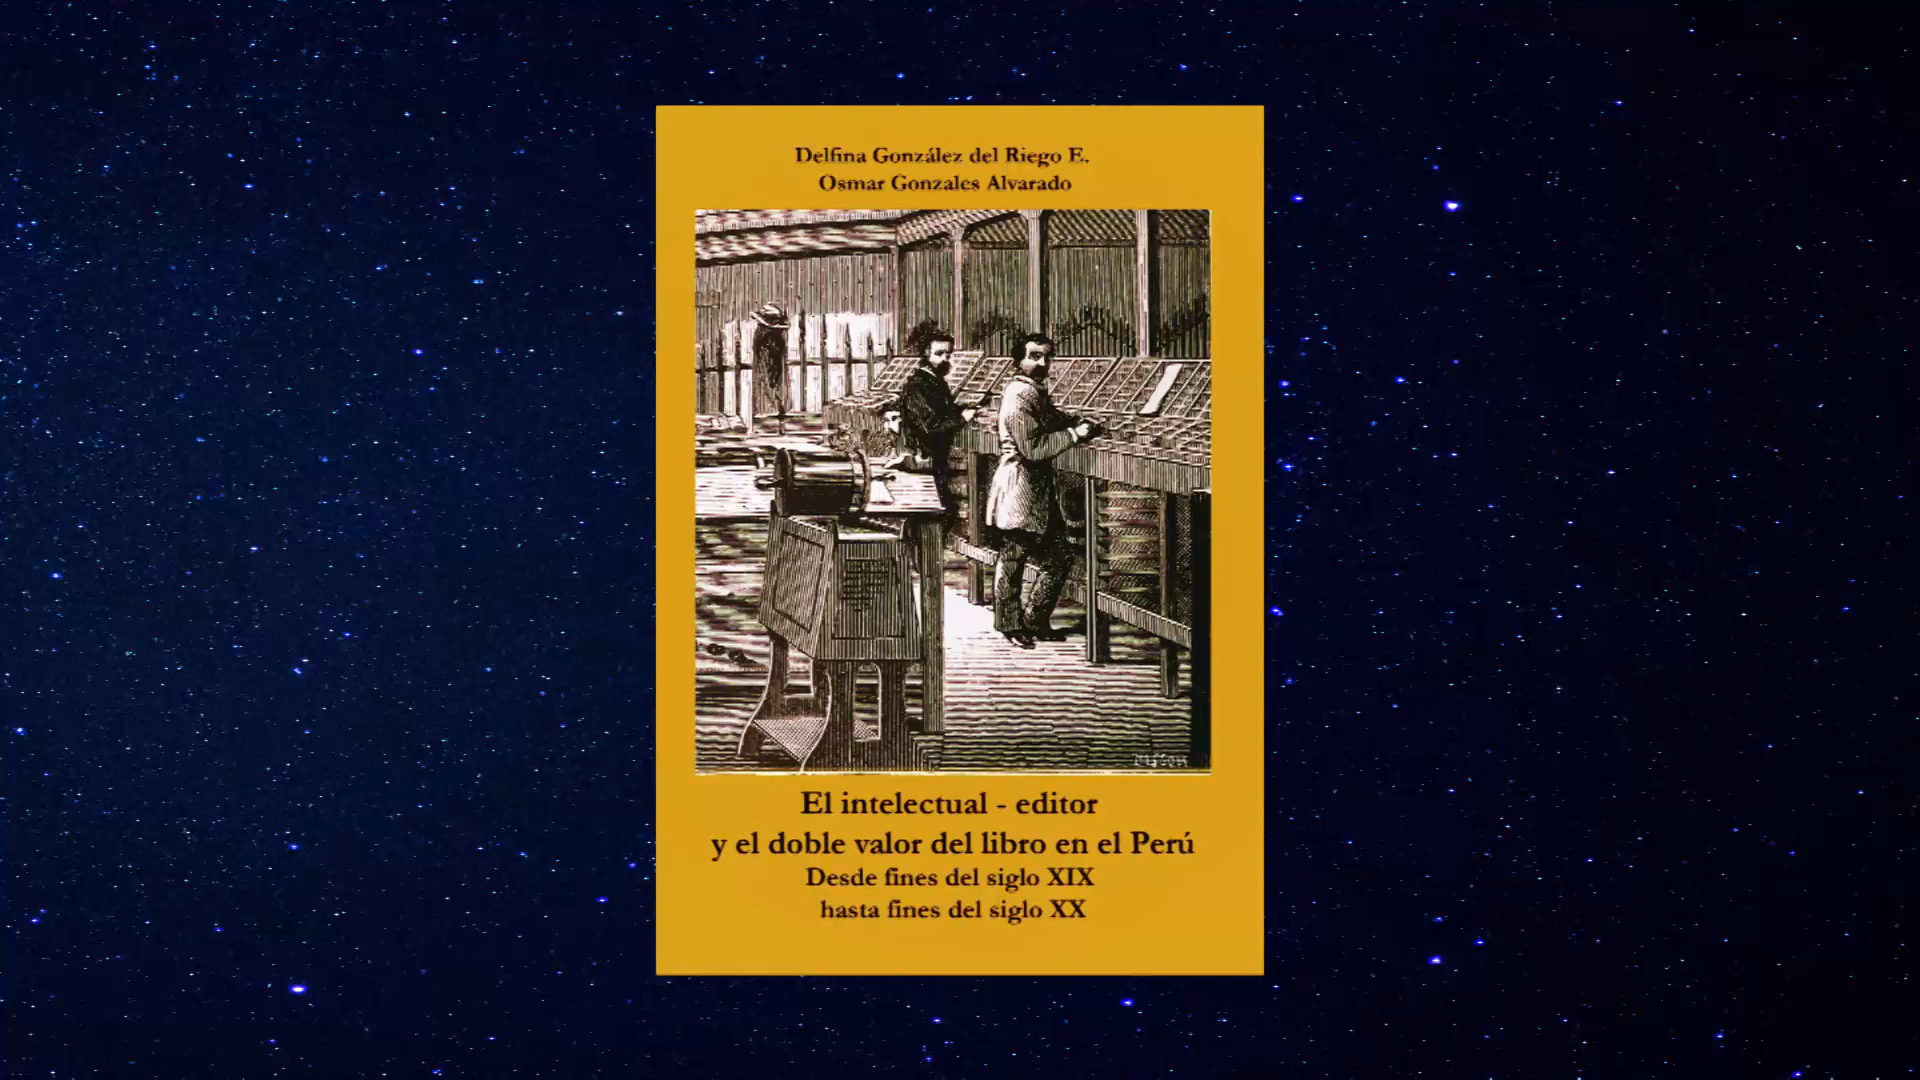 Delfina González del Riego E.
Osmar Gonzales Alvarado
El intelectual - editor
y el doble valor del libro en el Perú
Desde fines del siglo XIX
hasta fines del siglo XX